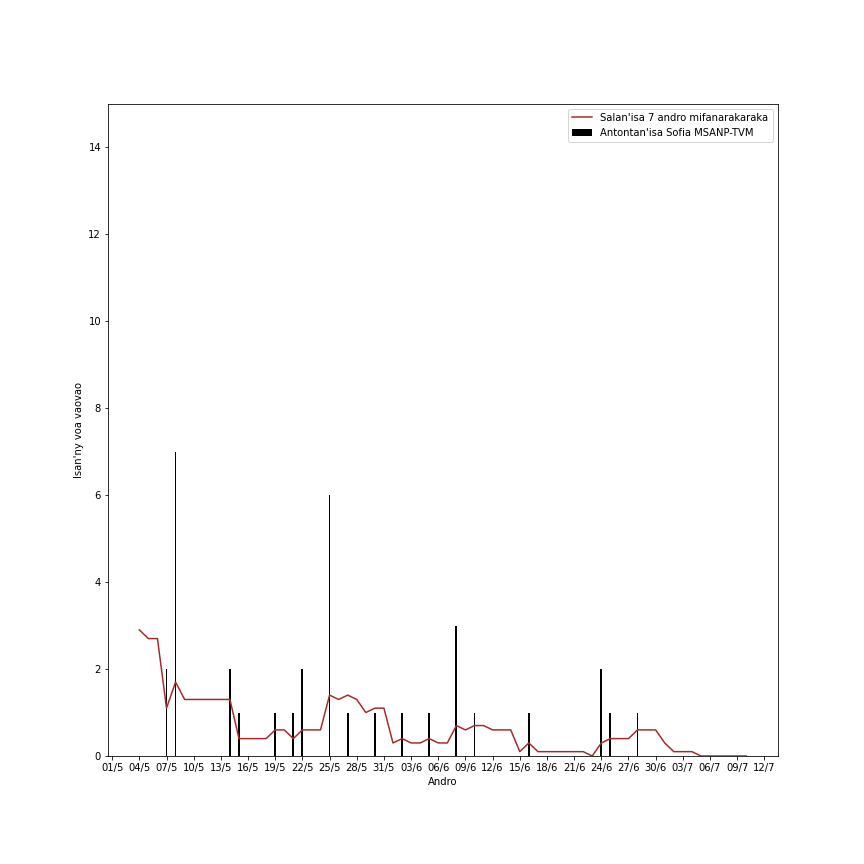 Salan'isa 7 andro mifanarakaraka
Antontan'isa Sofia MSANP-TVM
14
12
10
8
6
4
2
0
Isan'ny voa vaovao
01/5 04/5 07/5 10/5 13/5 16/5 19/5 22/5 25/5 28/5 31/5 03/6 06/6 09/6 12/6 15/6 18/6 21/6 24/6 27/6 30/6 03/7 06/7 09/7 12/7
Andro